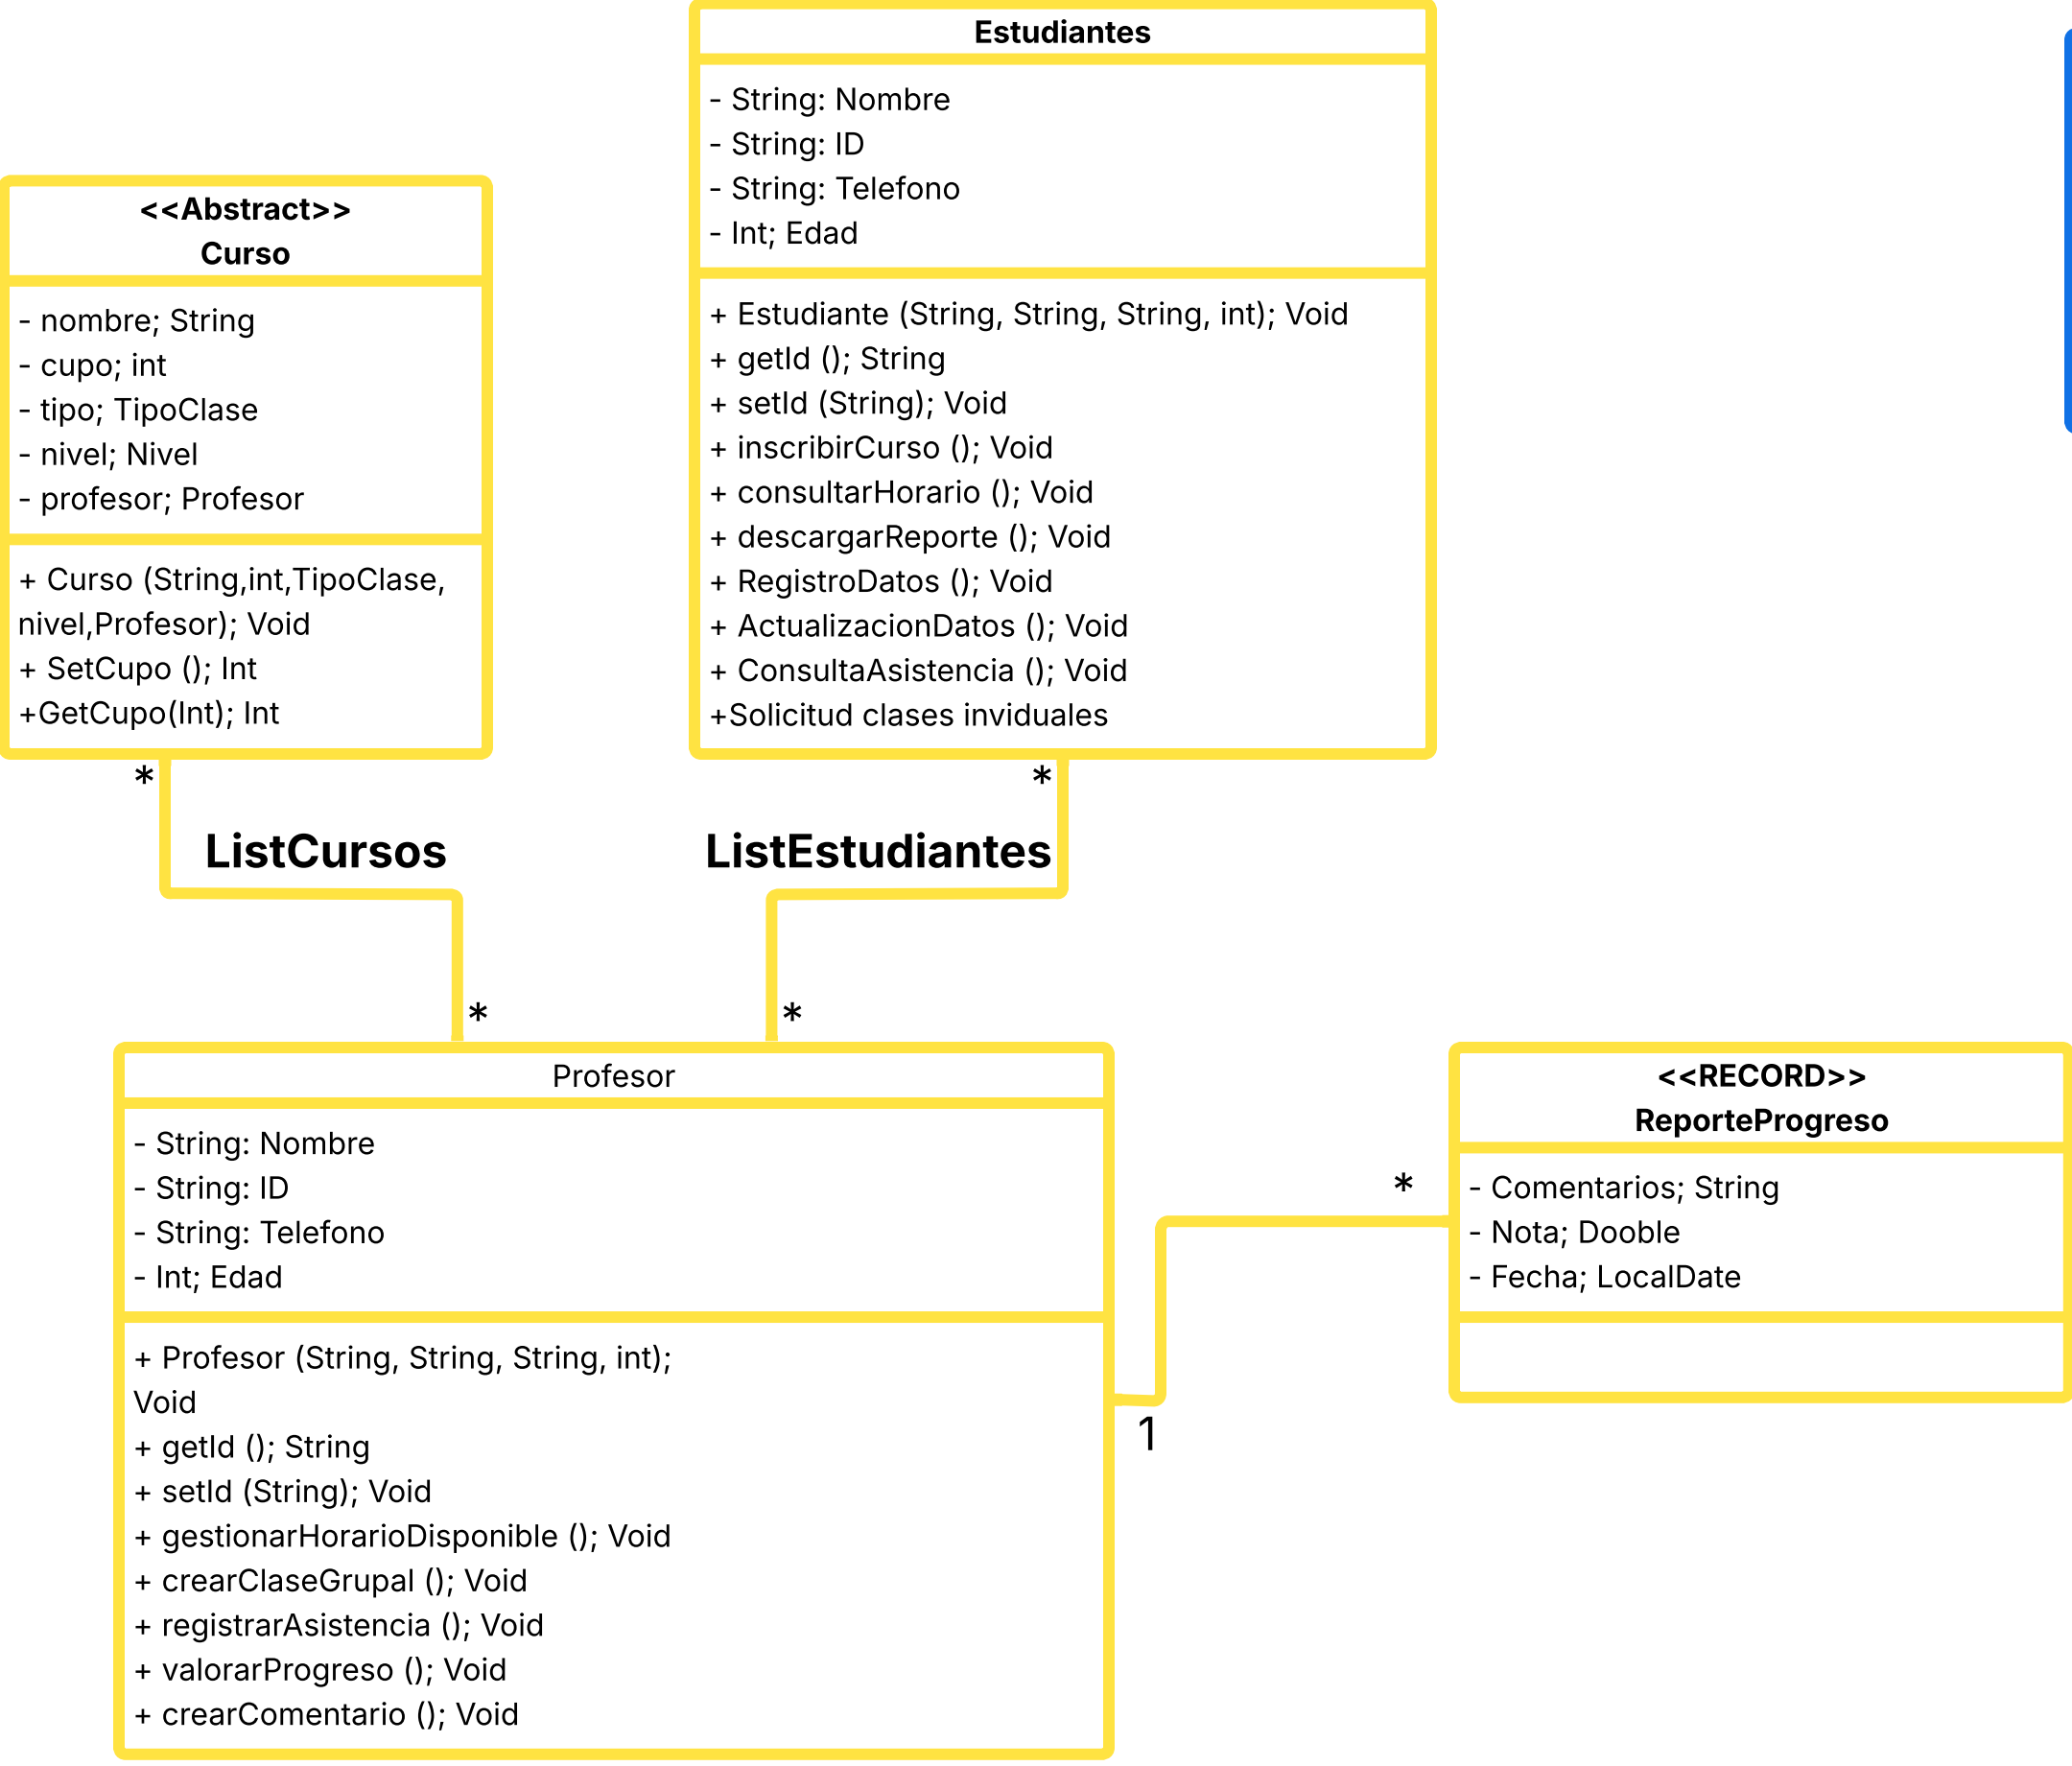 Estudiantes
- String: Nombre
- String: ID
- String: Telefono
- Int; Edad
+ Estudiante (String, String, String, int); Void
+ getId (); String
+ setId (String); Void
+ inscribirCurso (); Void
+ consultarHorario (); Void
+ descargarReporte (); Void
+ RegistroDatos (); Void
+ ActualizacionDatos (); Void
+ ConsultaAsistencia (); Void
+Solicitud clases inviduales
<<Abstract>>
Curso
- nombre; String
- cupo; int
- tipo; TipoClase
- nivel; Nivel
- profesor; Profesor
+ Curso (String,int,TipoClase,
nivel,Profesor); Void
+ SetCupo (); Int
+GetCupo(Int); Int
*
*
ListCursos
ListEstudiantes
*
*
Profesor
- String: Nombre
- String: ID
- String: Telefono
- Int; Edad
+ Profesor (String, String, String, int);
Void
+ getId (); String
+ setId (String); Void
+ gestionarHorarioDisponible (); Void
+ crearClaseGrupal (); Void
+ registrarAsistencia (); Void
+ valorarProgreso (); Void
+ crearComentario (); Void
*
1
<<RECORD>>
ReporteProgreso
- Comentarios; String
- Nota; Dooble
- Fecha; LocalDate